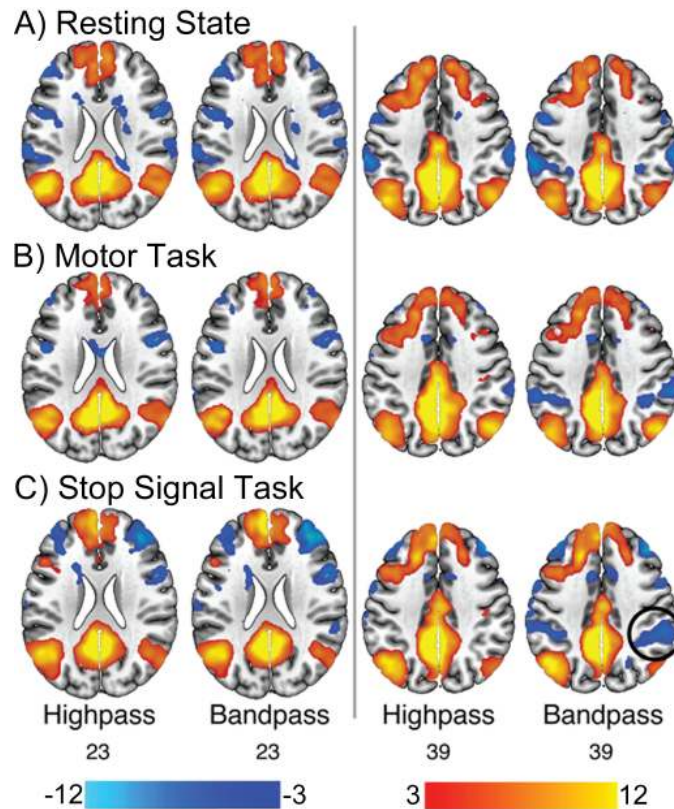 A) Resting State
B) Motor Task
C) Stop Signal Task
Highpass Bandpass Highpass Bandpass
23 23 39 39
-12 -3 3 12